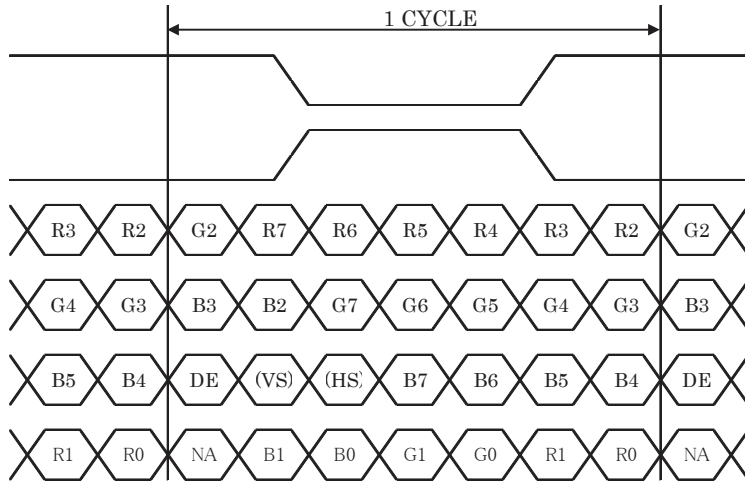 1 CYCLE
R3 R2 G2 R7 R6 R5 R4 R3 R2 G2
G4 G3 B3 B2 G7 G6 G5 G4 G3 B3
B5 B4 DE (VS) (HS) B7 B6 B5 B4 DE
R1 R0 NA B1 B0 G1 G0 R1 R0 NA